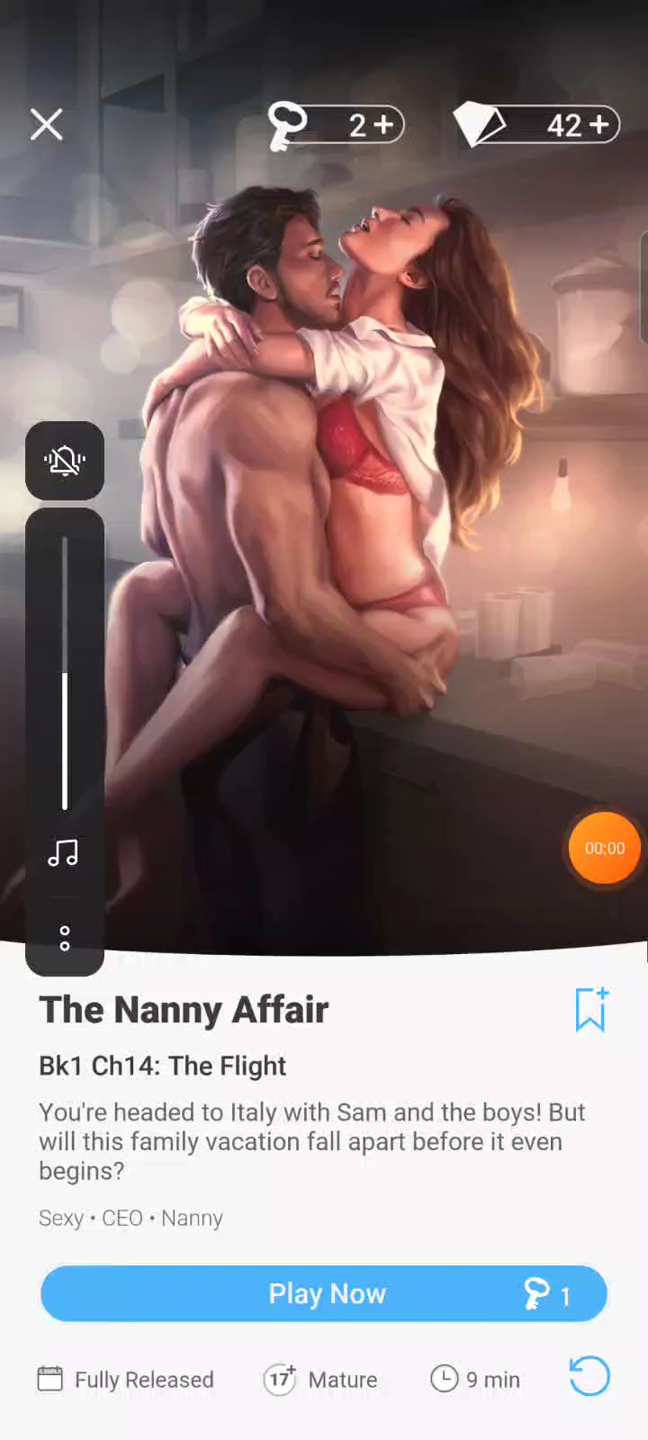 2 +
42 +
00:00
The Nanny Affair
Bk1 Ch14: The Flight
You're headed to Italy with Sam and the boys! But
will this family vacation fall apart before it even
begins?
Sexy • CEO • Nanny
Play Now 1
Fully Released 17+ Mature 9 min